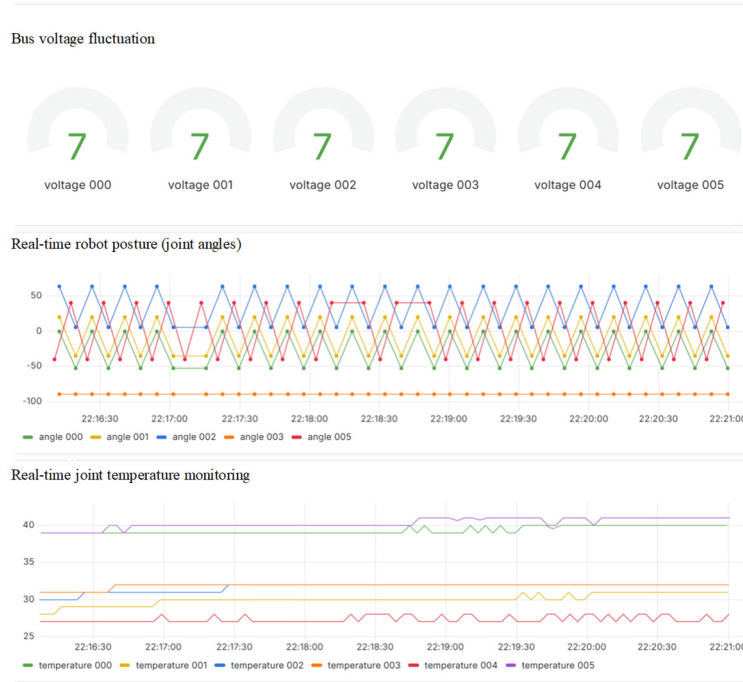 Bus voltage fluctuation
7 7 7 7 7 7
voltage 000 voltage 001 voltage 002 voltage 003 voltage 004 voltage 005
Real-time robot posture (joint angles)
50
0
-50
-100
22:16:30 22:17:00 22:17:30 22:18:00 22:18:30 22:19:00 22:19:30 22:20:00 22:20:30 22:21:00
angle 000 angle 001 angle 002 angle 003 angle 005
Real-time joint temperature monitoring
40
35
30
25
22:16:30 22:17:00 22:17:30 22:18:00 22:18:30 22:19:00 22:19:30 22:20:00 22:20:30 22:21:00
temperature 000 temperature 001 temperature 002 temperature 003 temperature 004 temperature 005